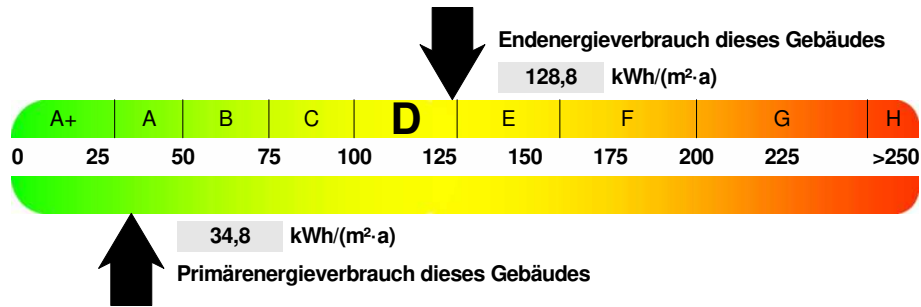 Endenergieverbrauch dieses Gebäudes
128,8 kWh/(m²·a)
A+ A B C D E F G H
0 25 50 75 100 125 150 175 200 225 >250
34,8 kWh/(m²·a)
Primärenergieverbrauch dieses Gebäudes